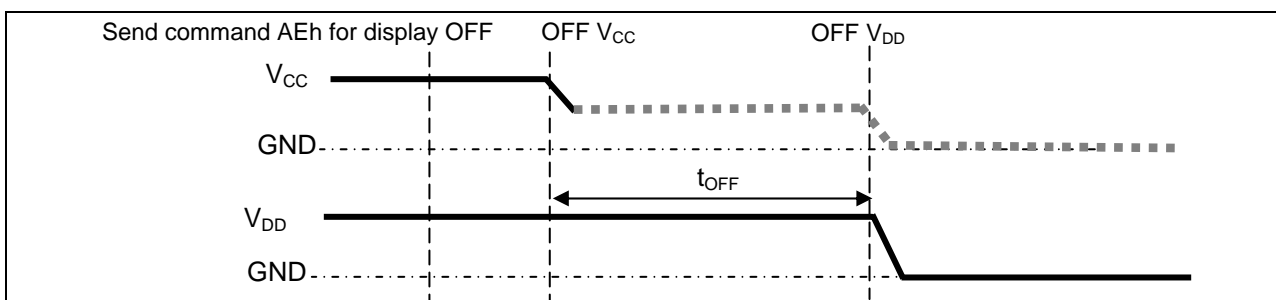 Send command AEh for display OFF OFF VCC OFF VDD
VCC
GND
tOFF
VDD
GND